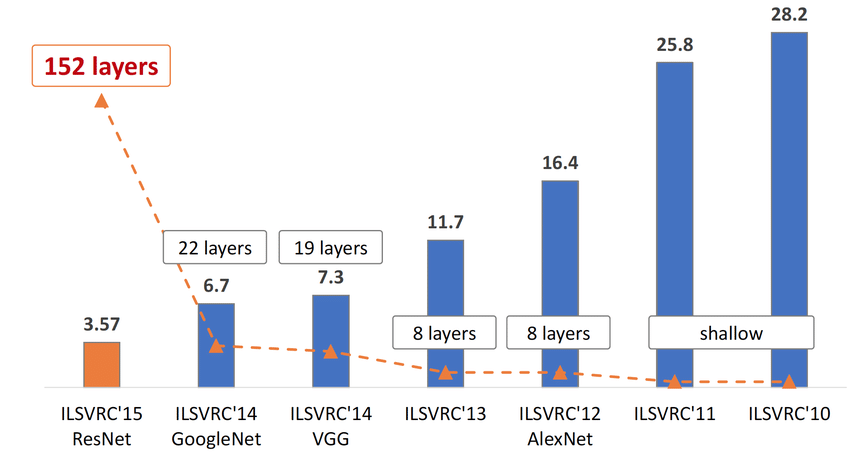 28.2
25.8
152 layers
16.4
11.7
22 layers
19 layers
6.7
7.3
3.57
8 layers
8 layers
shallow
ILSVRC'15
ResNet
ILSVRC'14
GoogleNet
ILSVRC'14
VGG
ILSVRC'13
ILSVRC'12
AlexNet
ILSVRC'11
ILSVRC'10